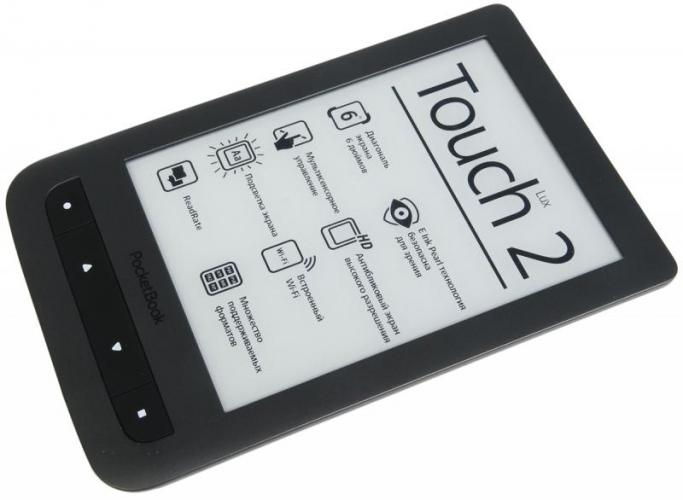 Touch 2
Lux
6
Диагональ
экрана
6 дюймов
Мультисенсорное
управление
Aa
Подсветка экрана
ReadRate
E Ink Pearl технология
безопасна
для зрения
HD
Антибликовый экран
высокого разрешения
Wi-Fi
Встроенный
Wi-Fi
Множество
поддерживаемых
форматов
PocketBook